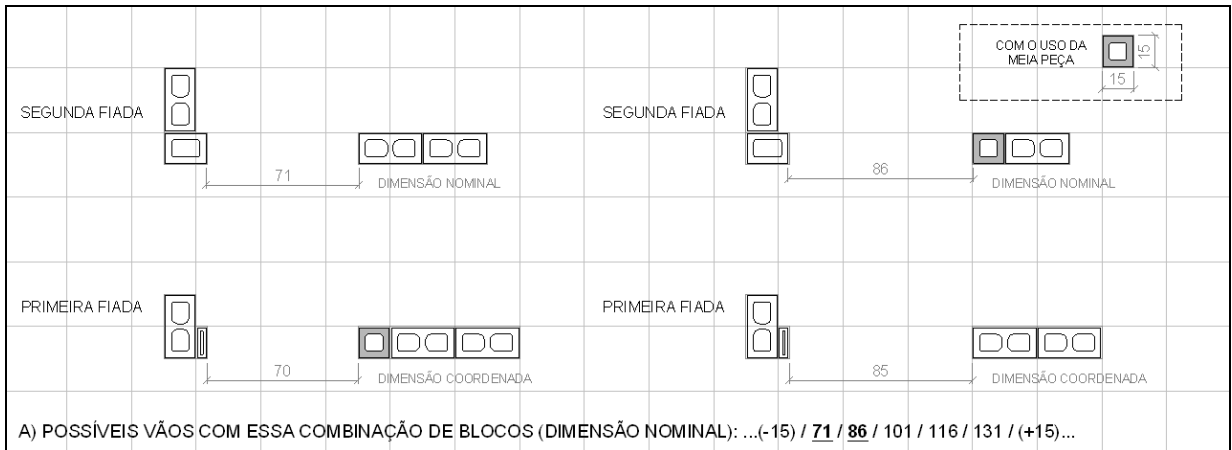 COM O USO DA
MEIA PEÇA
15
15
SEGUNDA FIADA
71
DIMENSÃO NOMINAL
SEGUNDA FIADA
86
DIMENSÃO NOMINAL
PRIMEIRA FIADA
70
DIMENSÃO COORDENADA
PRIMEIRA FIADA
85
DIMENSÃO COORDENADA
A) POSSÍVEIS VÃOS COM ESSA COMBINAÇÃO DE BLOCOS (DIMENSÃO NOMINAL): ...(-15) / 71 / 86 / 101 / 116 / 131 / (+15)...